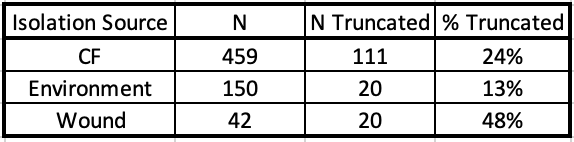 Isolation Source N N Truncated % Truncated
CF 459 111 24%
Environment 150 20 13%
Wound 42 20 48%